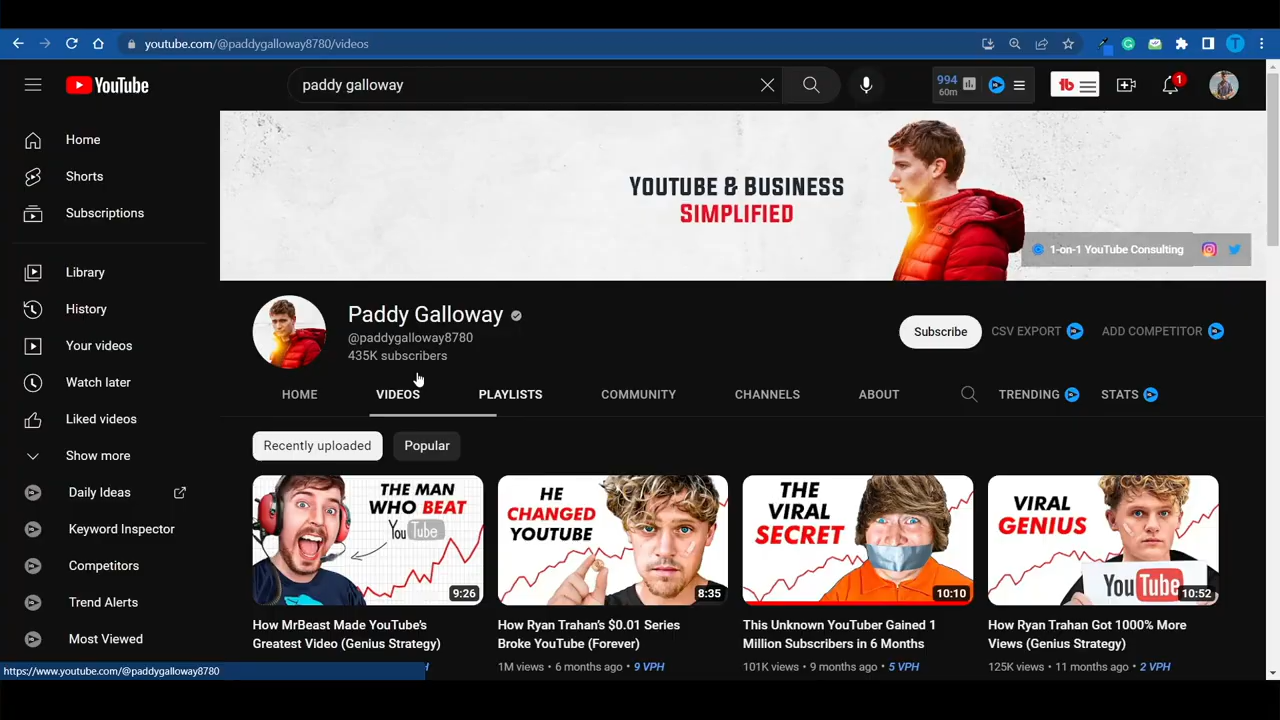 youtube.com/@paddygalloway8780/videos
YouTube
paddy galloway
994
60m
1
T
Home
Shorts
Subscriptions
Library
History
Your videos
Watch later
Liked videos
Show more
Daily Ideas
Keyword Inspector
Competitors
Trend Alerts
Most Viewed
YOUTUBE & BUSINESS
SIMPLIFIED
1-on-1 YouTube Consulting
Paddy Galloway
@paddygalloway8780
435K subscribers
Subscribe
CSV EXPORT
ADD COMPETITOR
HOME VIDEOS PLAYLISTS COMMUNITY CHANNELS ABOUT TRENDING STATS
Recently uploaded Popular
THE MAN
WHO BEAT
YouTube
9:26
How MrBeast Made YouTube's
Greatest Video (Genius Strategy)
HE
CHANGED
YOUTUBE
8:35
How Ryan Trahan's $0.01 Series
Broke YouTube (Forever)
1M views • 6 months ago • 9 VPH
THE
VIRAL
SECRET
10:10
This Unknown YouTuber Gained 1
Million Subscribers in 6 Months
101K views • 9 months ago • 5 VPH
VIRAL
GENIUS
YouTube
10:52
How Ryan Trahan Got 1000% More
Views (Genius Strategy)
125K views • 11 months ago • 2 VPH
https://www.youtube.com/@paddygalloway8780